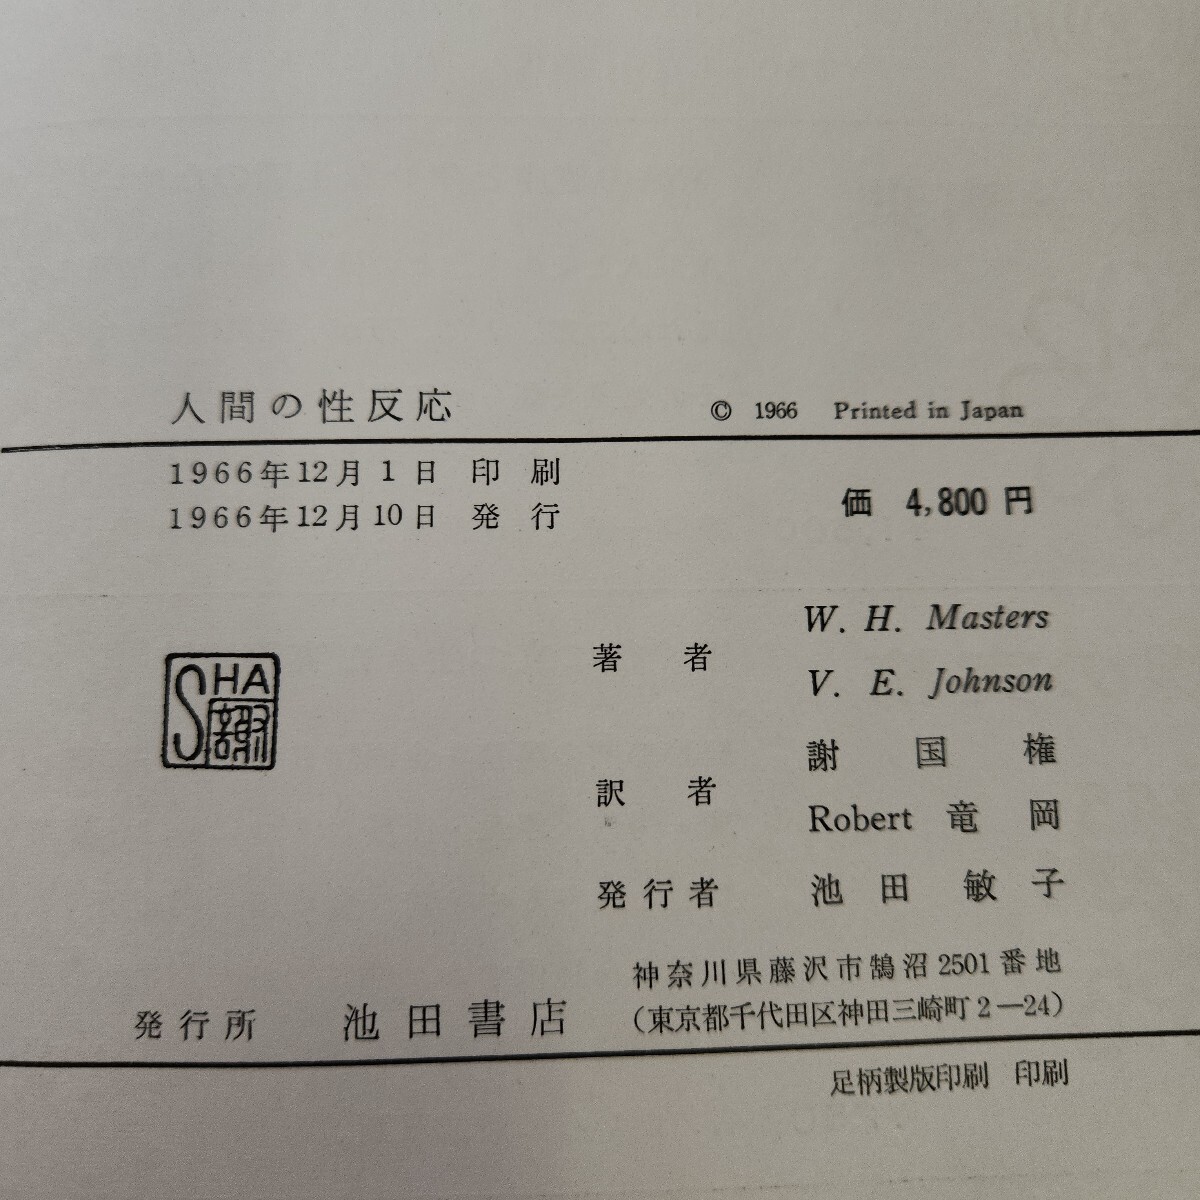 人間の性反応 © 1966 Printed in Japan
1966年12月 1日 印刷
1966年12月10日 発行
価 4,800円
SHA
謝
著者 W. H. Masters
V. E. Johnson
訳者 謝国権
Robert 竜岡
発行者 池田敏子
神奈川県藤沢市鵠沼2501番地
発行所 池田書店 (東京都千代田区神田三崎町2—24)
足柄製版印刷 印刷